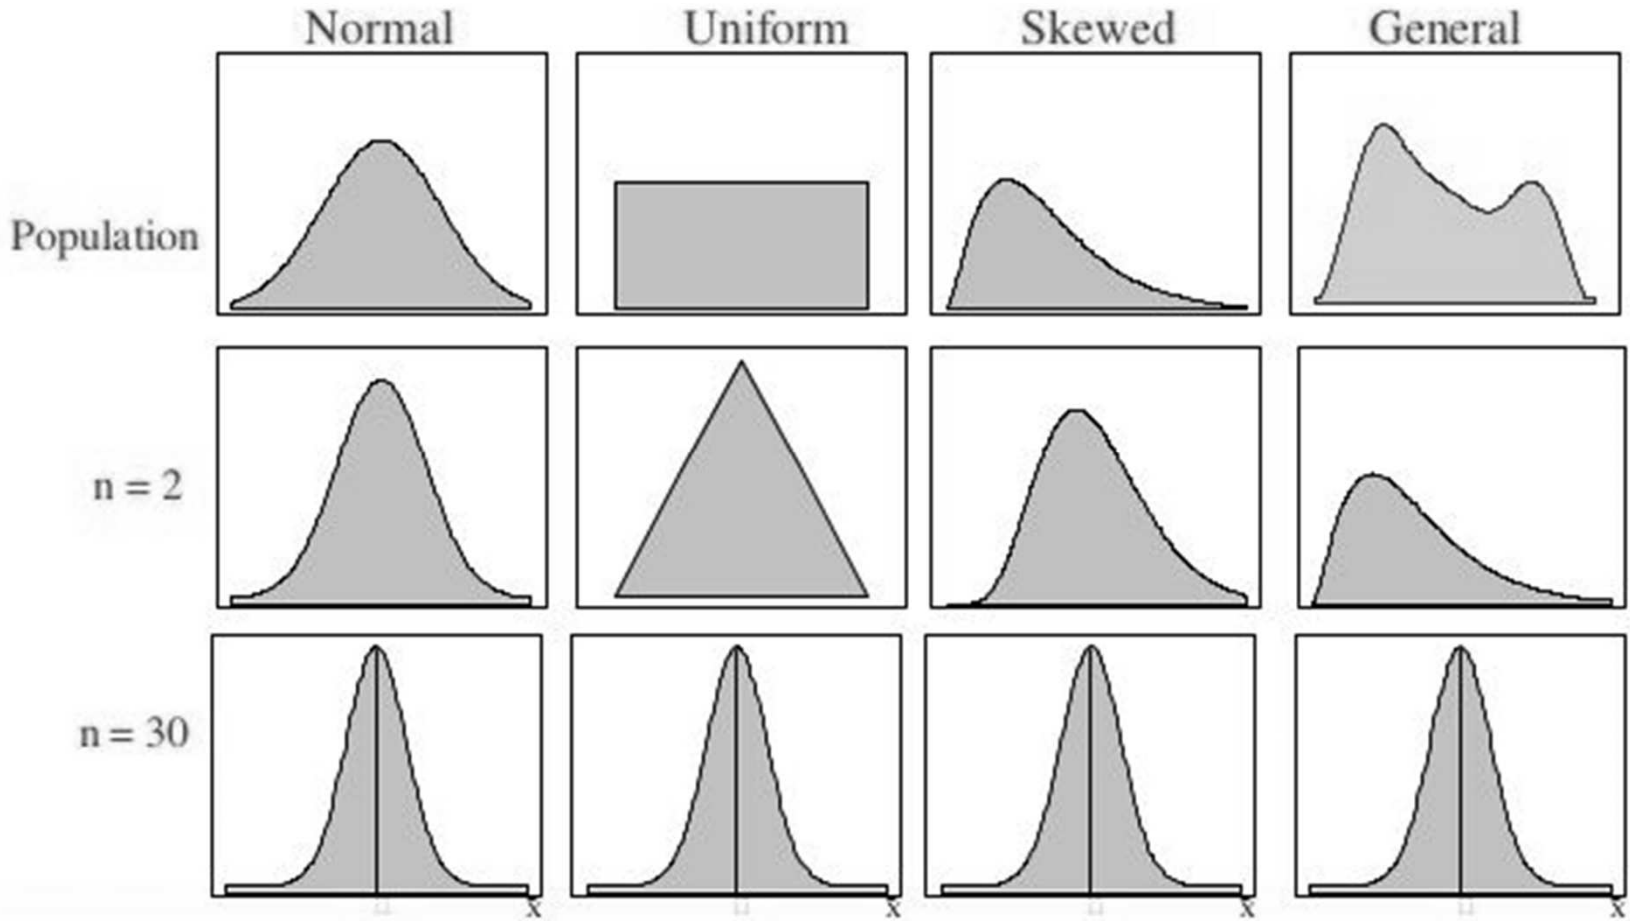 Normal Uniform Skewed General
Population
n = 2
n = 30
x̄ x̄ x̄ x̄